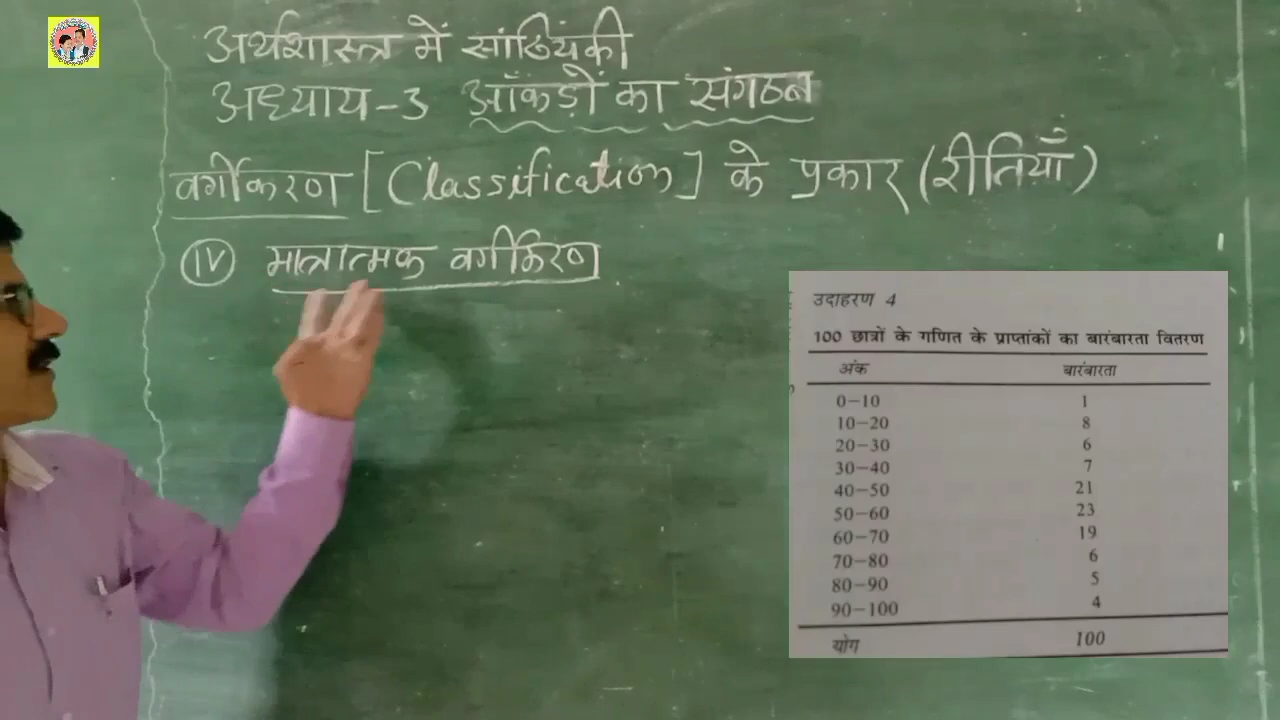 अर्थशास्त्र में सांख्यिकी
अध्याय-3 आँकड़ों का संगठन
वर्गीकरण [Classification] के प्रकार (रीतियाँ)
IV मात्रात्मक वर्गीकरण
उदाहरण 4
100 छात्रों के गणित के प्राप्तांकों का बारंबारता वितरण
अंक बारंबारता
0–10 1
10–20 8
20–30 6
30–40 7
40–50 21
50–60 23
60–70 19
70–80 6
80–90 5
90–100 4
योग 100